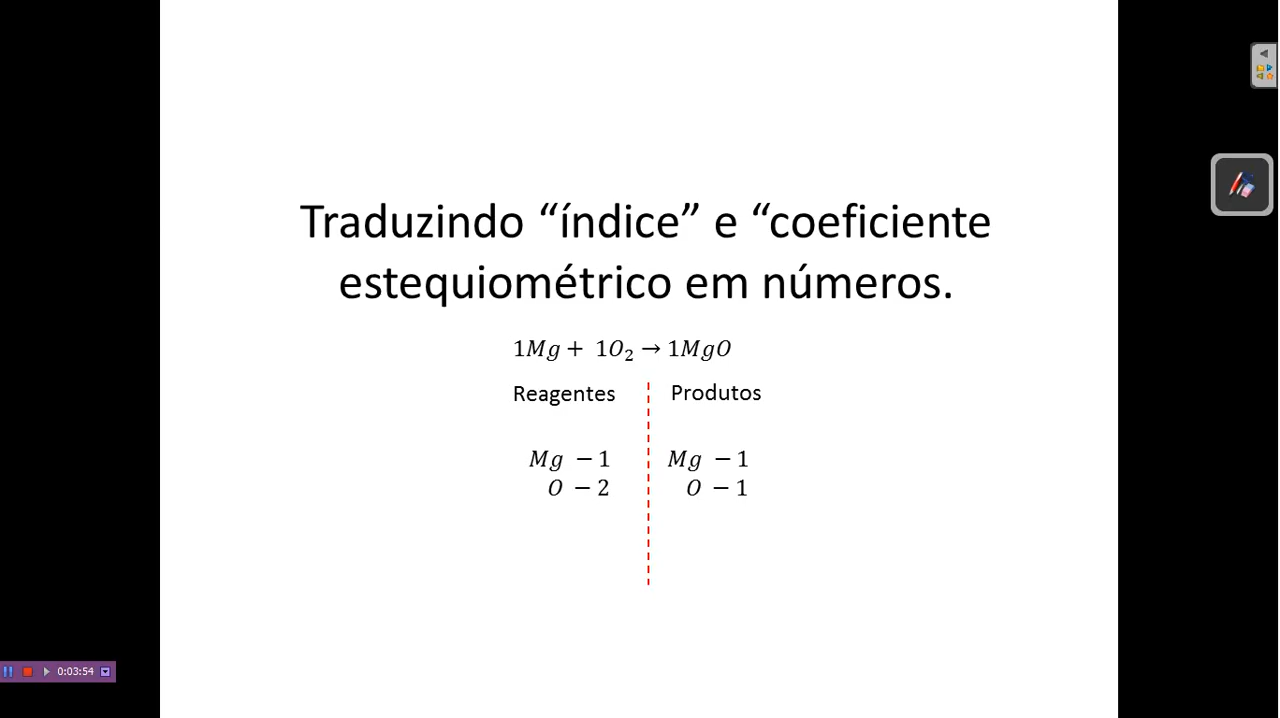 Traduzindo “índice” e “coeficiente
estequiométrico em números.
1Mg + 1O₂ → 1MgO
Reagentes Produtos
Mg − 1 Mg − 1
O − 2 O − 1
0:03:54